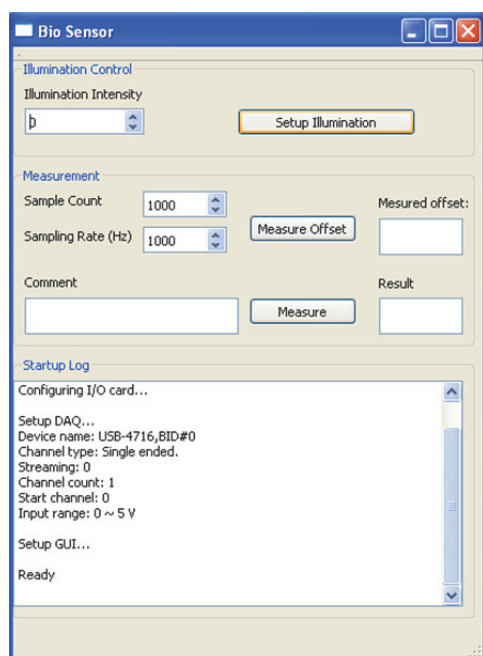 Bio Sensor
Illumination Control
Illumination Intensity
Setup Illumination
Measurement
Sample Count
1000
Mesured offset:
Measure Offset
Sampling Rate (Hz)
1000
Comment
Result
Measure
Startup Log
Configuring I/O card...
Setup DAQ...
Device name: USB-4716,BID#0
Channel type: Single ended.
Streaming: 0
Channel count: 1
Start channel: 0
Input range: 0 ~ 5 V
Setup GUI...
Ready